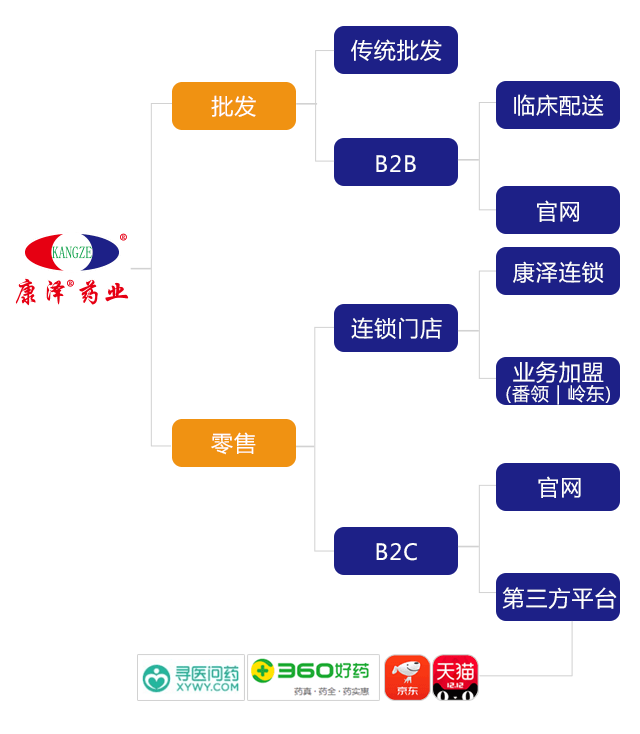 传统批发
批发
临床配送
B2B
官网
KANGZE®
康泽®药业
康泽连锁
连锁门店
业务加盟
(番领 | 岭东)
零售
官网
B2C
第三方平台
寻医问药
XYWY.COM
360好药
药真·药全·药实惠
京东
天猫
12.12